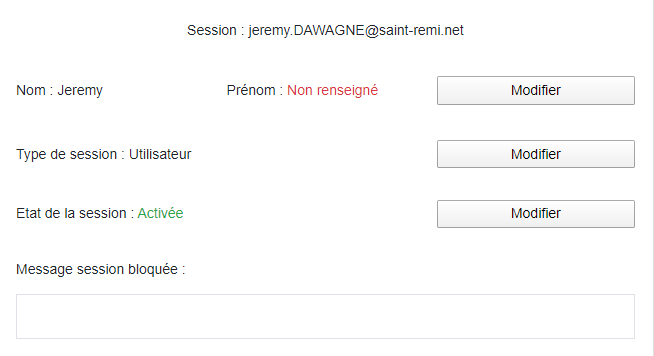 Session : jeremy.DAWAGNE@saint-remi.net
Nom : Jeremy Prénom : Non renseigné Modifier
Type de session : Utilisateur Modifier
Etat de la session : Activée Modifier
Message session bloquée :